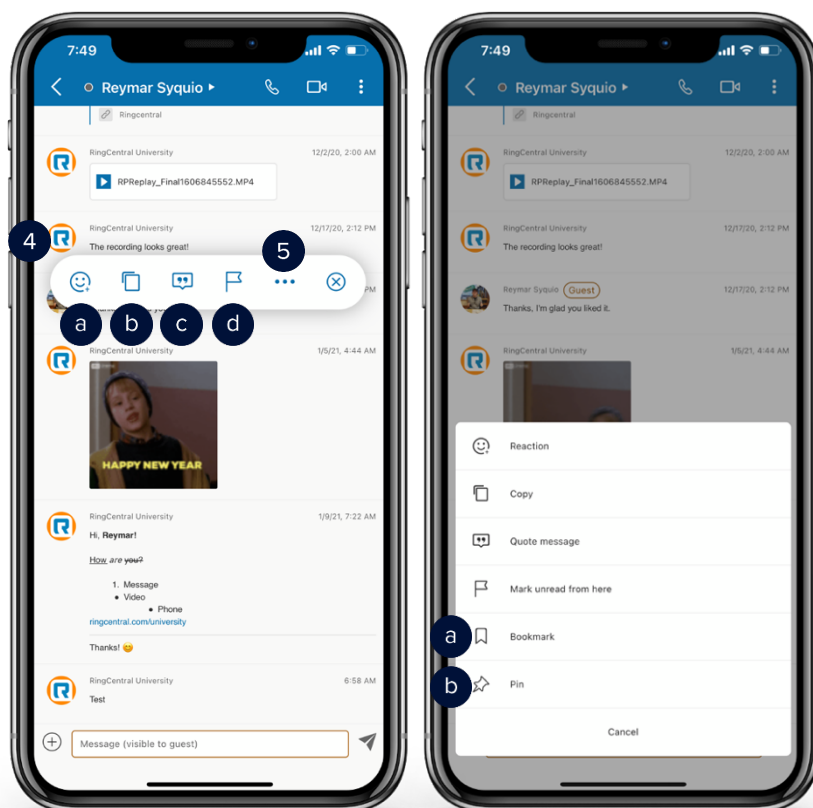 7:49
Reymar Syquio
Ringcentral
RingCentral University 12/2/20, 2:00 AM
RPReplay_Final1606845552.MP4
RingCentral University 12/17/20, 2:12 PM
4
The recording looks great!
5
PM
a b c d
RingCentral University 1/5/21, 4:44 AM
HAPPY NEW YEAR
RingCentral University 1/9/21, 7:22 AM
Hi, Reymar!
How are you?
1. Message
• Video
• Phone
ringcentral.com/university
Thanks! 😋
RingCentral University 6:58 AM
Test
Message (visible to guest)
7:49
Reymar Syquio
Ringcentral
RingCentral University 12/2/20, 2:00 AM
RPReplay_Final1606845552.MP4
RingCentral University 12/17/20, 2:12 PM
The recording looks great!
Reymar Syquio Guest 12/17/20, 2:12 PM
Thanks, I'm glad you liked it.
RingCentral University 1/5/21, 4:44 AM
Reaction
Copy
Quote message
Mark unread from here
a Bookmark
b Pin
Cancel